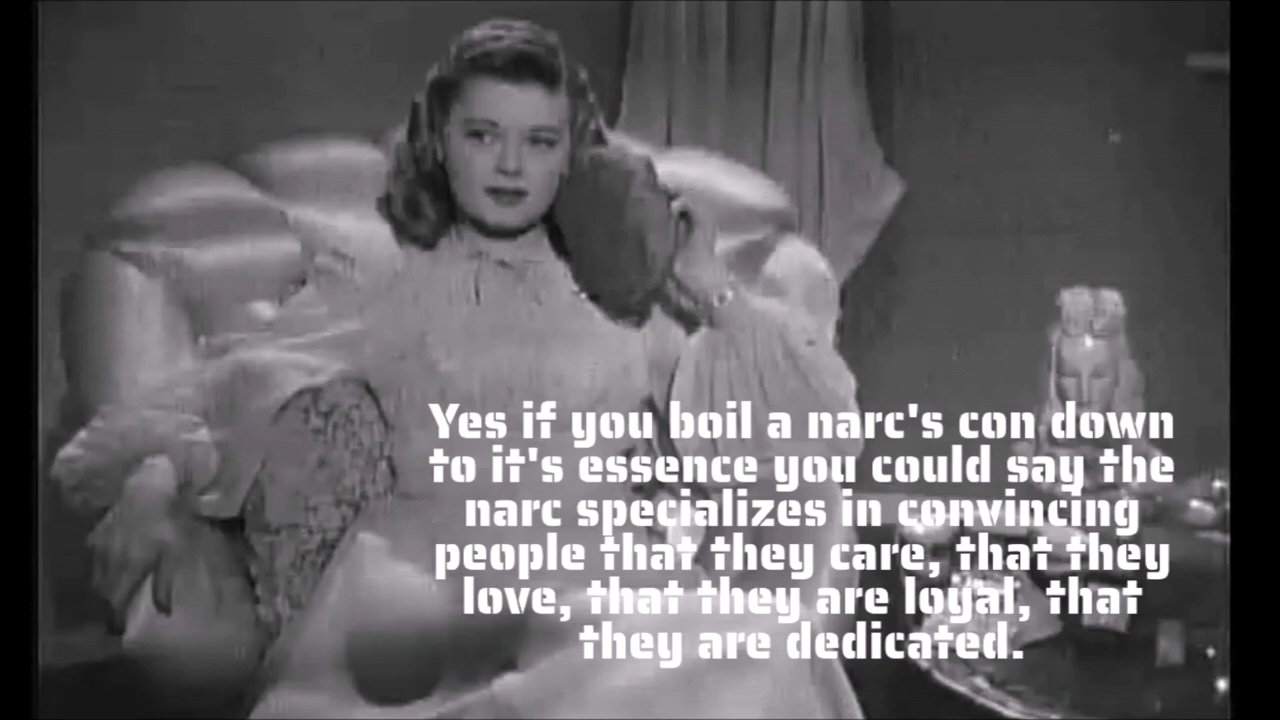 Yes if you boil a narc's con down
to it's essence you could say the
narc specializes in convincing
people that they care, that they
love, that they are loyal, that
they are dedicated.